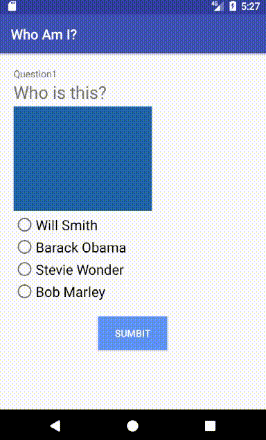 5:27
Who Am I?
Question1
Who is this?
Will Smith
Barack Obama
Stevie Wonder
Bob Marley
SUMBIT